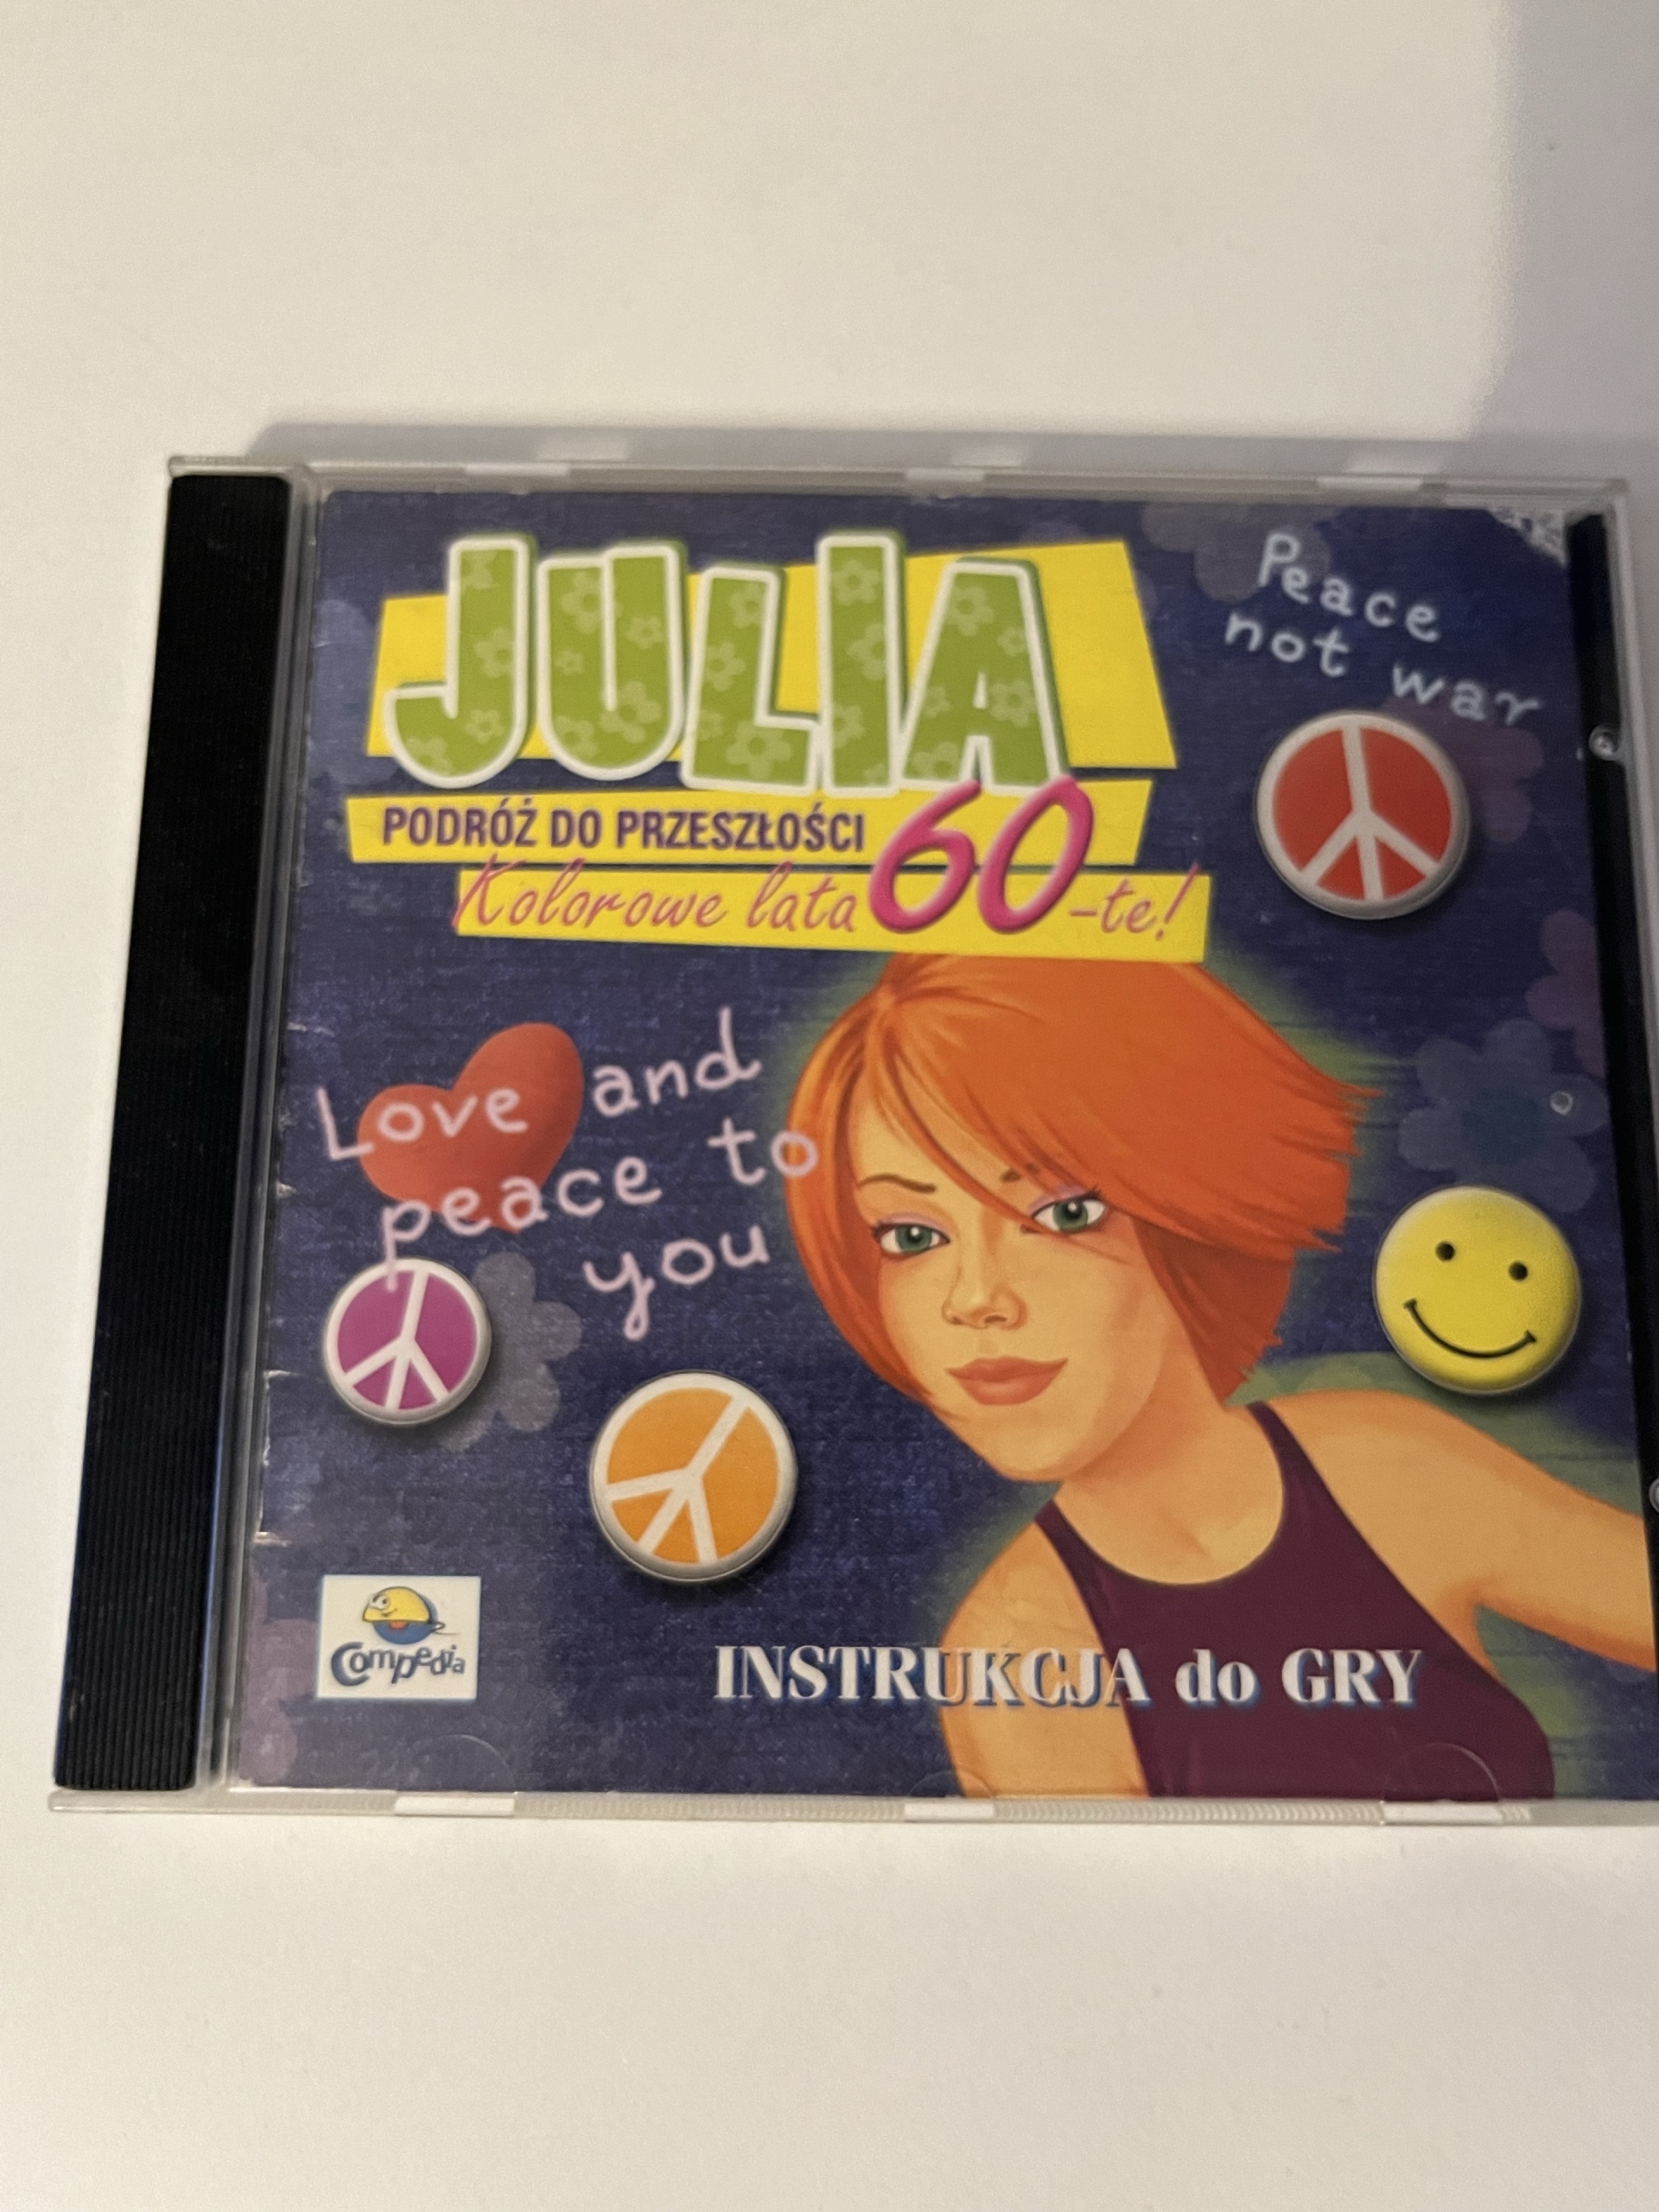 JULIA
PODRÓŻ DO PRZESZŁOŚCI
Kolorowe lata 60-te!
Peace
not war
Love and
peace to
you
Compedia
INSTRUKCJA do GRY